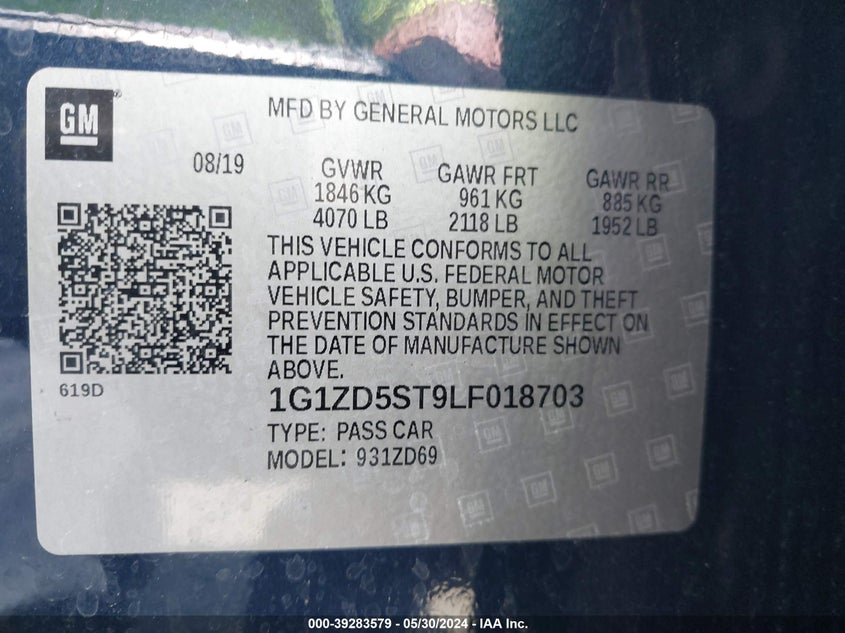 GM
MFD BY GENERAL MOTORS LLC
08/19
GVWR
1846 KG
4070 LB
GAWR FRT
961 KG
2118 LB
GAWR RR
885 KG
1952 LB
THIS VEHICLE CONFORMS TO ALL
APPLICABLE U.S. FEDERAL MOTOR
VEHICLE SAFETY, BUMPER, AND THEFT
PREVENTION STANDARDS IN EFFECT ON
THE DATE OF MANUFACTURE SHOWN
ABOVE.
619D
1G1ZD5ST9LF018703
TYPE: PASS CAR
MODEL: 931ZD69
000-39283579 - 05/30/2024 - IAA Inc.